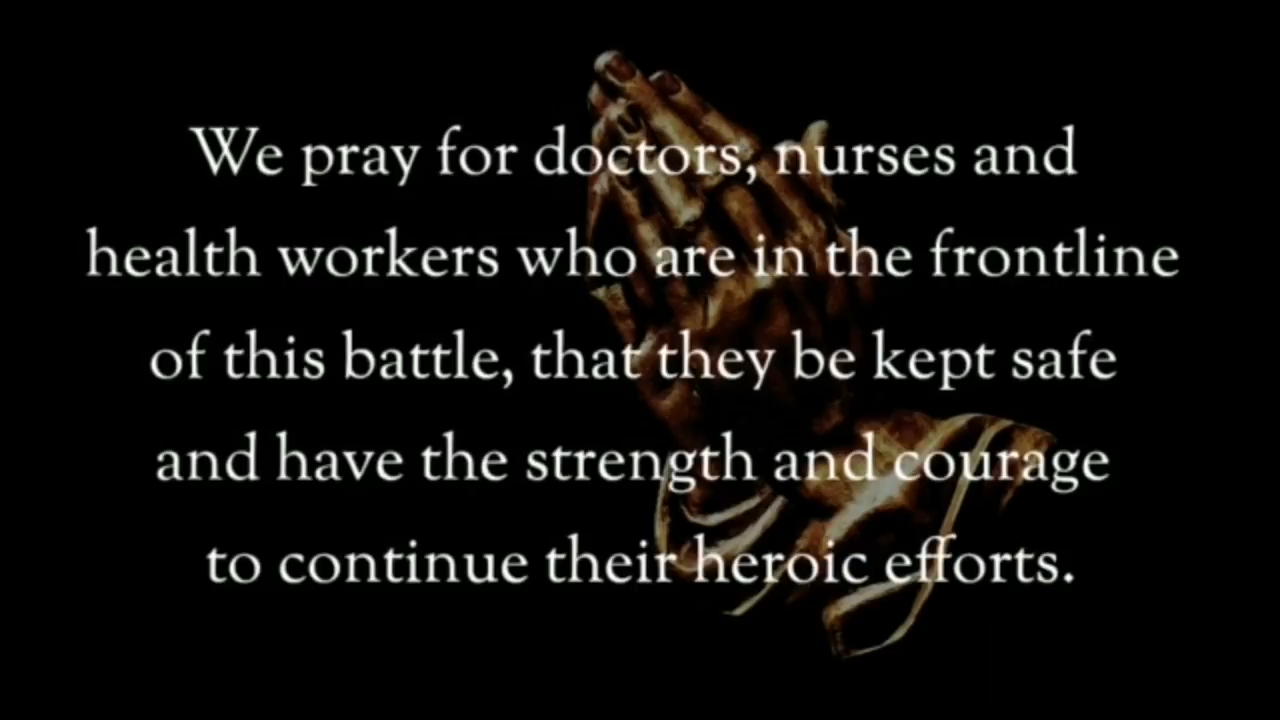 We pray for doctors, nurses and
health workers who are in the frontline
of this battle, that they be kept safe
and have the strength and courage
to continue their heroic efforts.